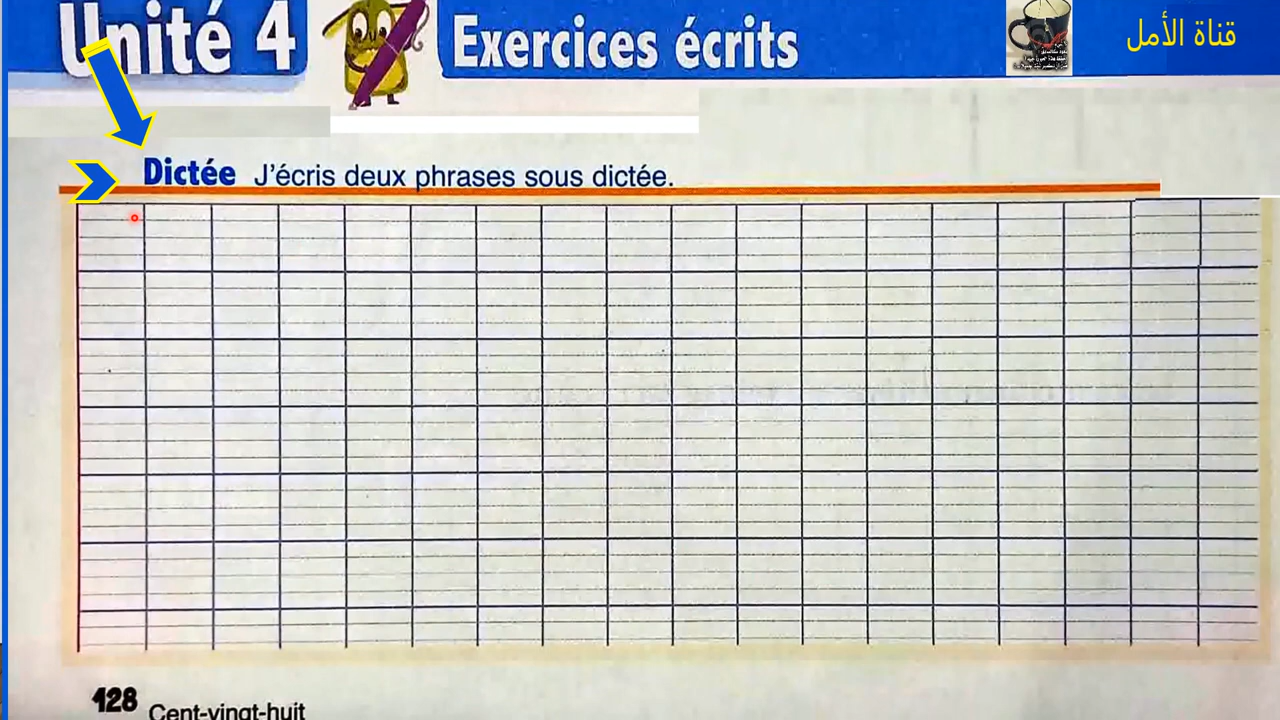 Unité 4
Exercices écrits
قناة الأمل
Dictée J'écris deux phrases sous dictée.
128 Cent-vingt-huit